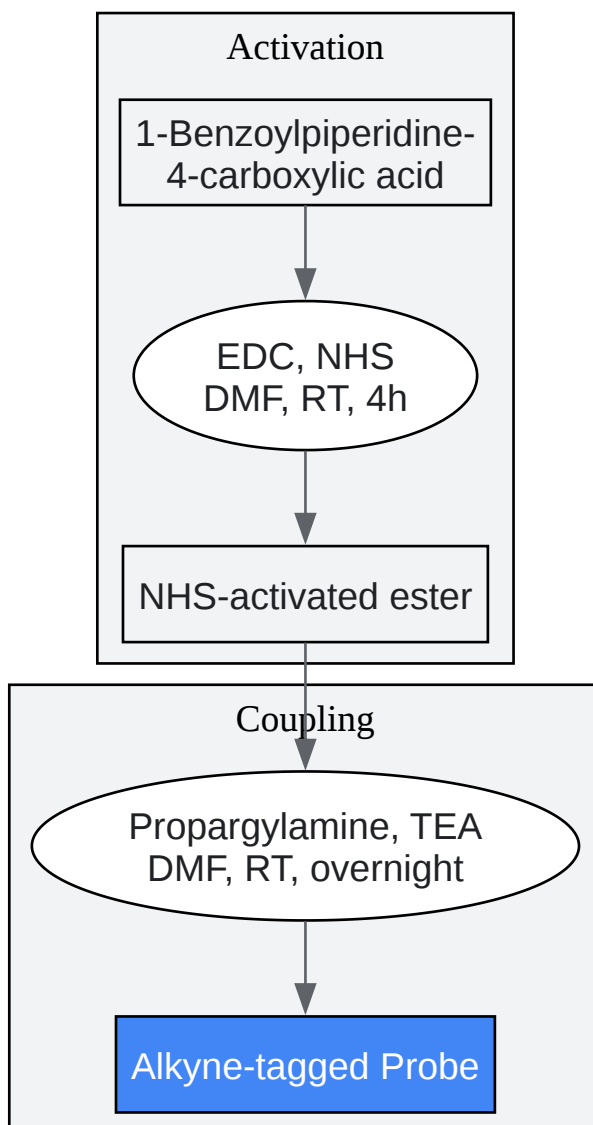 Activation
1-Benzoylpiperidine-
4-carboxylic acid
EDC, NHS
DMF, RT, 4h
NHS-activated ester
Coupling
Propargylamine, TEA
DMF, RT, overnight
Alkyne-tagged Probe